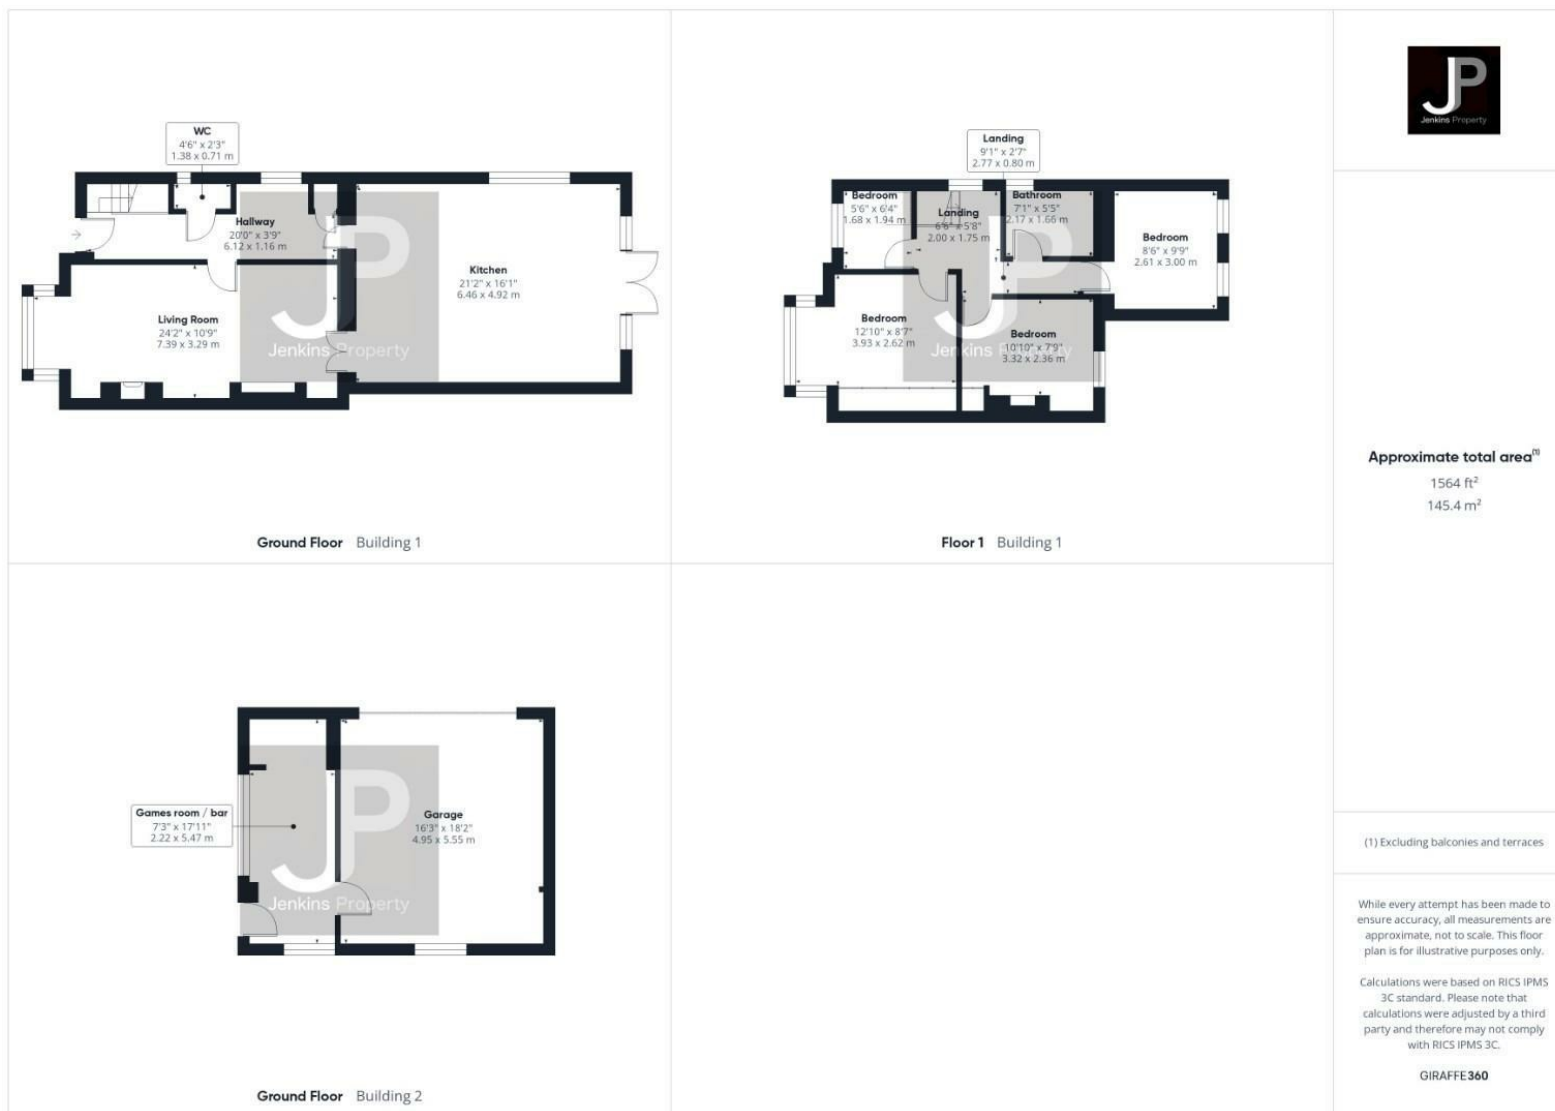 WC
4'6" x 2'3"
1.38 x 0.71 m
Hallway
20'0" x 3'9"
6.12 x 1.16 m
Kitchen
21'2" x 16'1"
6.46 x 4.92 m
Living Room
24'2" x 10'9"
7.39 x 3.29 m
JP
Jenkins Property
Ground Floor Building 1
Landing
9'1" x 2'7"
2.77 x 0.80 m
Bedroom
5'6" x 6'4"
1.68 x 1.94 m
Landing
6'6" x 5'8"
2.00 x 1.75 m
Bathroom
7'1" x 5'5"
2.17 x 1.66 m
Bedroom
8'6" x 9'9"
2.61 x 3.00 m
Bedroom
12'10" x 8'7"
3.93 x 2.62 m
Bedroom
10'10" x 7'9"
3.32 x 2.36 m
JP
Jenkins Property
Floor 1 Building 1
Games room / bar
7'3" x 17'11"
2.22 x 5.47 m
Garage
16'3" x 18'2"
4.95 x 5.55 m
JP
Jenkins Property
Ground Floor Building 2
JP
Jenkins Property
Approximate total area(1)
1564 ft²
145.4 m²
(1) Excluding balconies and terraces
While every attempt has been made to
ensure accuracy, all measurements are
approximate, not to scale. This floor
plan is for illustrative purposes only.
Calculations were based on RICS IPMS
3C standard. Please note that
calculations were adjusted by a third
party and therefore may not comply
with RICS IPMS 3C.
GIRAFFE360